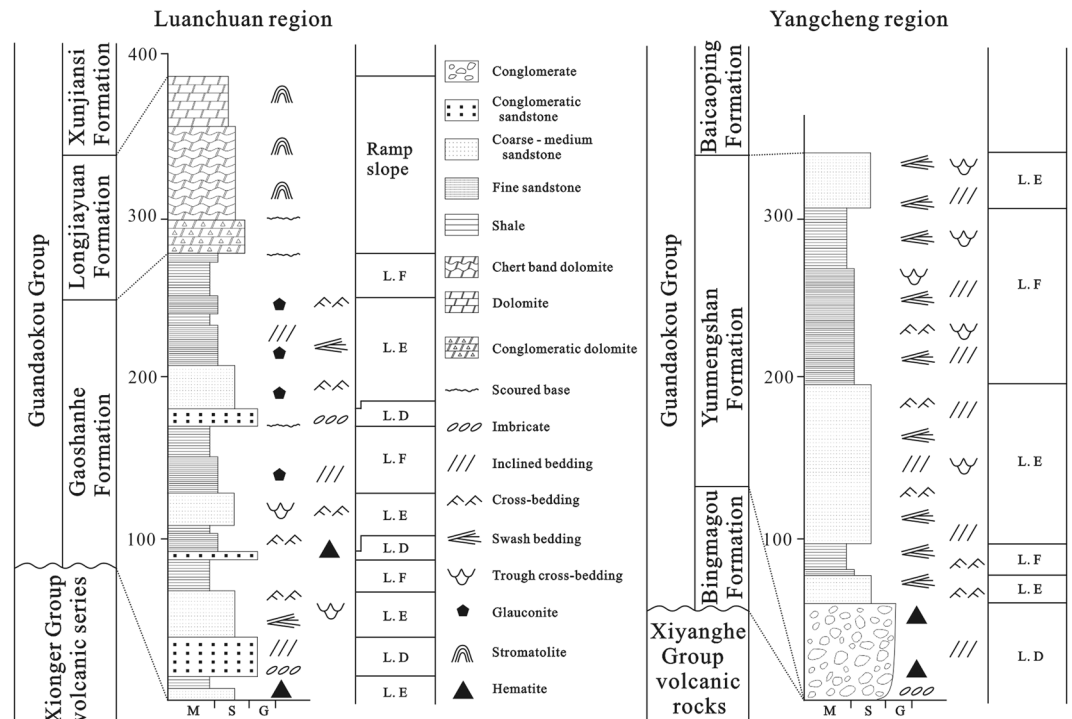 Luanchuan region
Yangcheng region
Xunjiansi
Formation
Longjiayuan
Formation
Guandaokou Group
Gaoshanhe
Formation
Xionger Group
volcanic series
400
300
200
100
M
S
G
Ramp
slope
L. F
L. E
L. D
L. F
L. E
L. D
L. F
L. E
L. D
L. E
Conglomerate
Conglomeratic
sandstone
Coarse - medium
sandstone
Fine sandstone
Shale
Chert band dolomite
Dolomite
Conglomeratic dolomite
Scoured base
Imbricate
Inclined bedding
Cross-bedding
Swash bedding
Trough cross-bedding
Glauconite
Stromatolite
Hematite
Baicaoping
Formation
Guandaokou Group
Yunmengshan
Formation
Bingmagou
Formation
Xiyanghe
Group
volcanic
rocks
300
200
100
M
S
G
L. E
L. F
L. E
L. F
L. E
L. D